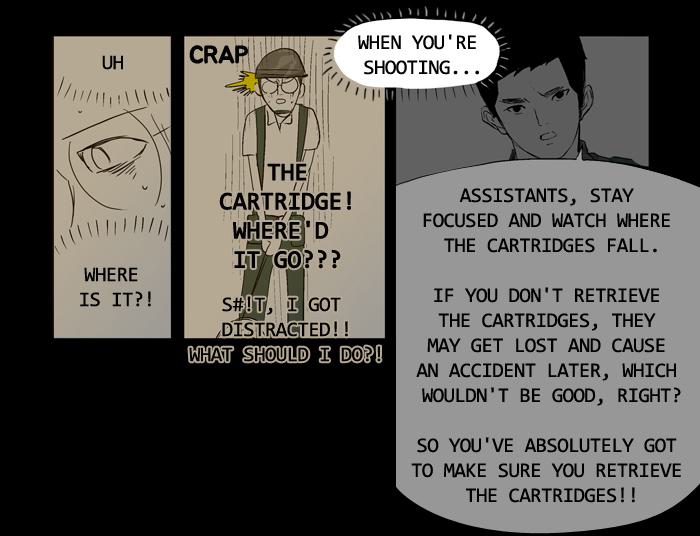 UH
WHERE
IS IT?!
CRAP
THE
CARTRIDGE!
WHERE'D
IT GO???
S#!T, I GOT
DISTRACTED!!
WHAT SHOULD I DO?!
WHEN YOU'RE
SHOOTING...
ASSISTANTS, STAY
FOCUSED AND WATCH WHERE
THE CARTRIDGES FALL.
IF YOU DON'T RETRIEVE
THE CARTRIDGES, THEY
MAY GET LOST AND CAUSE
AN ACCIDENT LATER, WHICH
WOULDN'T BE GOOD, RIGHT?
SO YOU'VE ABSOLUTELY GOT
TO MAKE SURE YOU RETRIEVE
THE CARTRIDGES!!